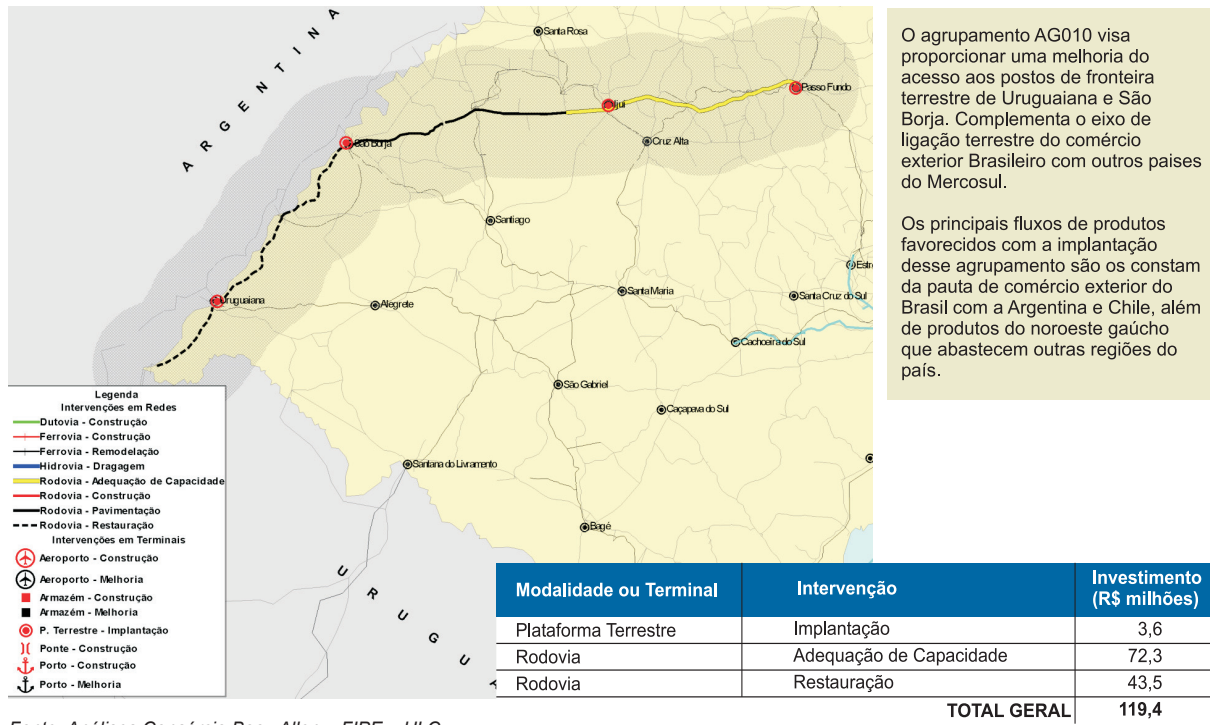 ARGENTINA
Santa Rosa
Passo Fundo
Ijuí
São Borja
Cruz Alta
Santiago
Uruguaiana
Alegrete
Santa Maria
Estr
Santa Cruz do Sul
Cachoeira do Sul
São Gabriel
Caçapava do Sul
Santana do Livramento
Bagé
URUGU
O agrupamento AG010 visa
proporcionar uma melhoria do
acesso aos postos de fronteira
terrestre de Uruguaiana e São
Borja. Complementa o eixo de
ligação terrestre do comércio
exterior Brasileiro com outros paises
do Mercosul.
Os principais fluxos de produtos
favorecidos com a implantação
desse agrupamento são os constam
da pauta de comércio exterior do
Brasil com a Argentina e Chile, além
de produtos do noroeste gaúcho
que abastecem outras regiões do
país.
Legenda
Intervenções em Redes
Dutovia - Construção
Ferrovia - Construção
Ferrovia - Remodelação
Hidrovia - Dragagem
Rodovia - Adequação de Capacidade
Rodovia - Construção
Rodovia - Pavimentação
Rodovia - Restauração
Intervenções em Terminais
Aeroporto - Construção
Aeroporto - Melhoria
Armazém - Construção
Armazém - Melhoria
P. Terrestre - Implantação
Ponte - Construção
Porto - Construção
Porto - Melhoria
Modalidade ou Terminal Intervenção Investimento
(R$ milhões)
Plataforma Terrestre Implantação 3,6
Rodovia Adequação de Capacidade 72,3
Rodovia Restauração 43,5
TOTAL GERAL 119,4